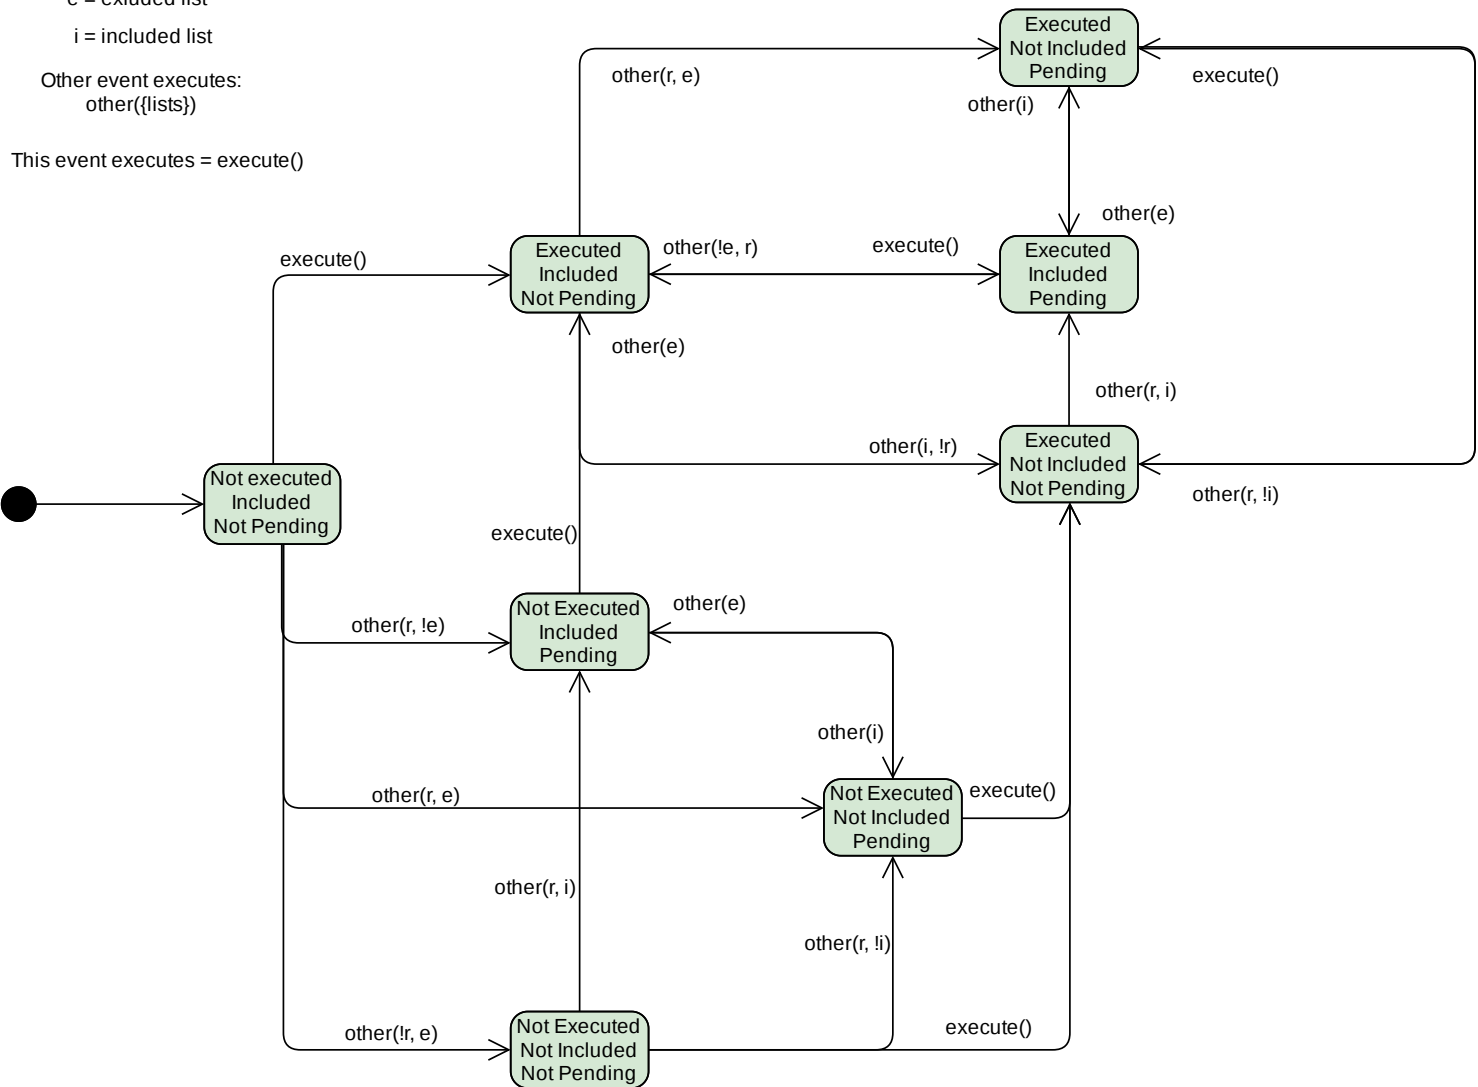 e = exluded list
i = included list
Other event executes:
other({lists})
This event executes = execute()
Executed
Not Included
Pending
other(r, e)
execute()
other(i)
other(e)
execute()
Executed
Included
Not Pending
other(!e, r)
execute()
Executed
Included
Pending
other(e)
other(r, i)
other(i, !r)
Executed
Not Included
Not Pending
other(r, !i)
Not executed
Included
Not Pending
execute()
Not Executed
Included
Pending
other(e)
other(r, !e)
other(i)
other(r, e)
Not Executed
Not Included
Pending
execute()
other(r, i)
other(r, !i)
other(!r, e)
Not Executed
Not Included
Not Pending
execute()